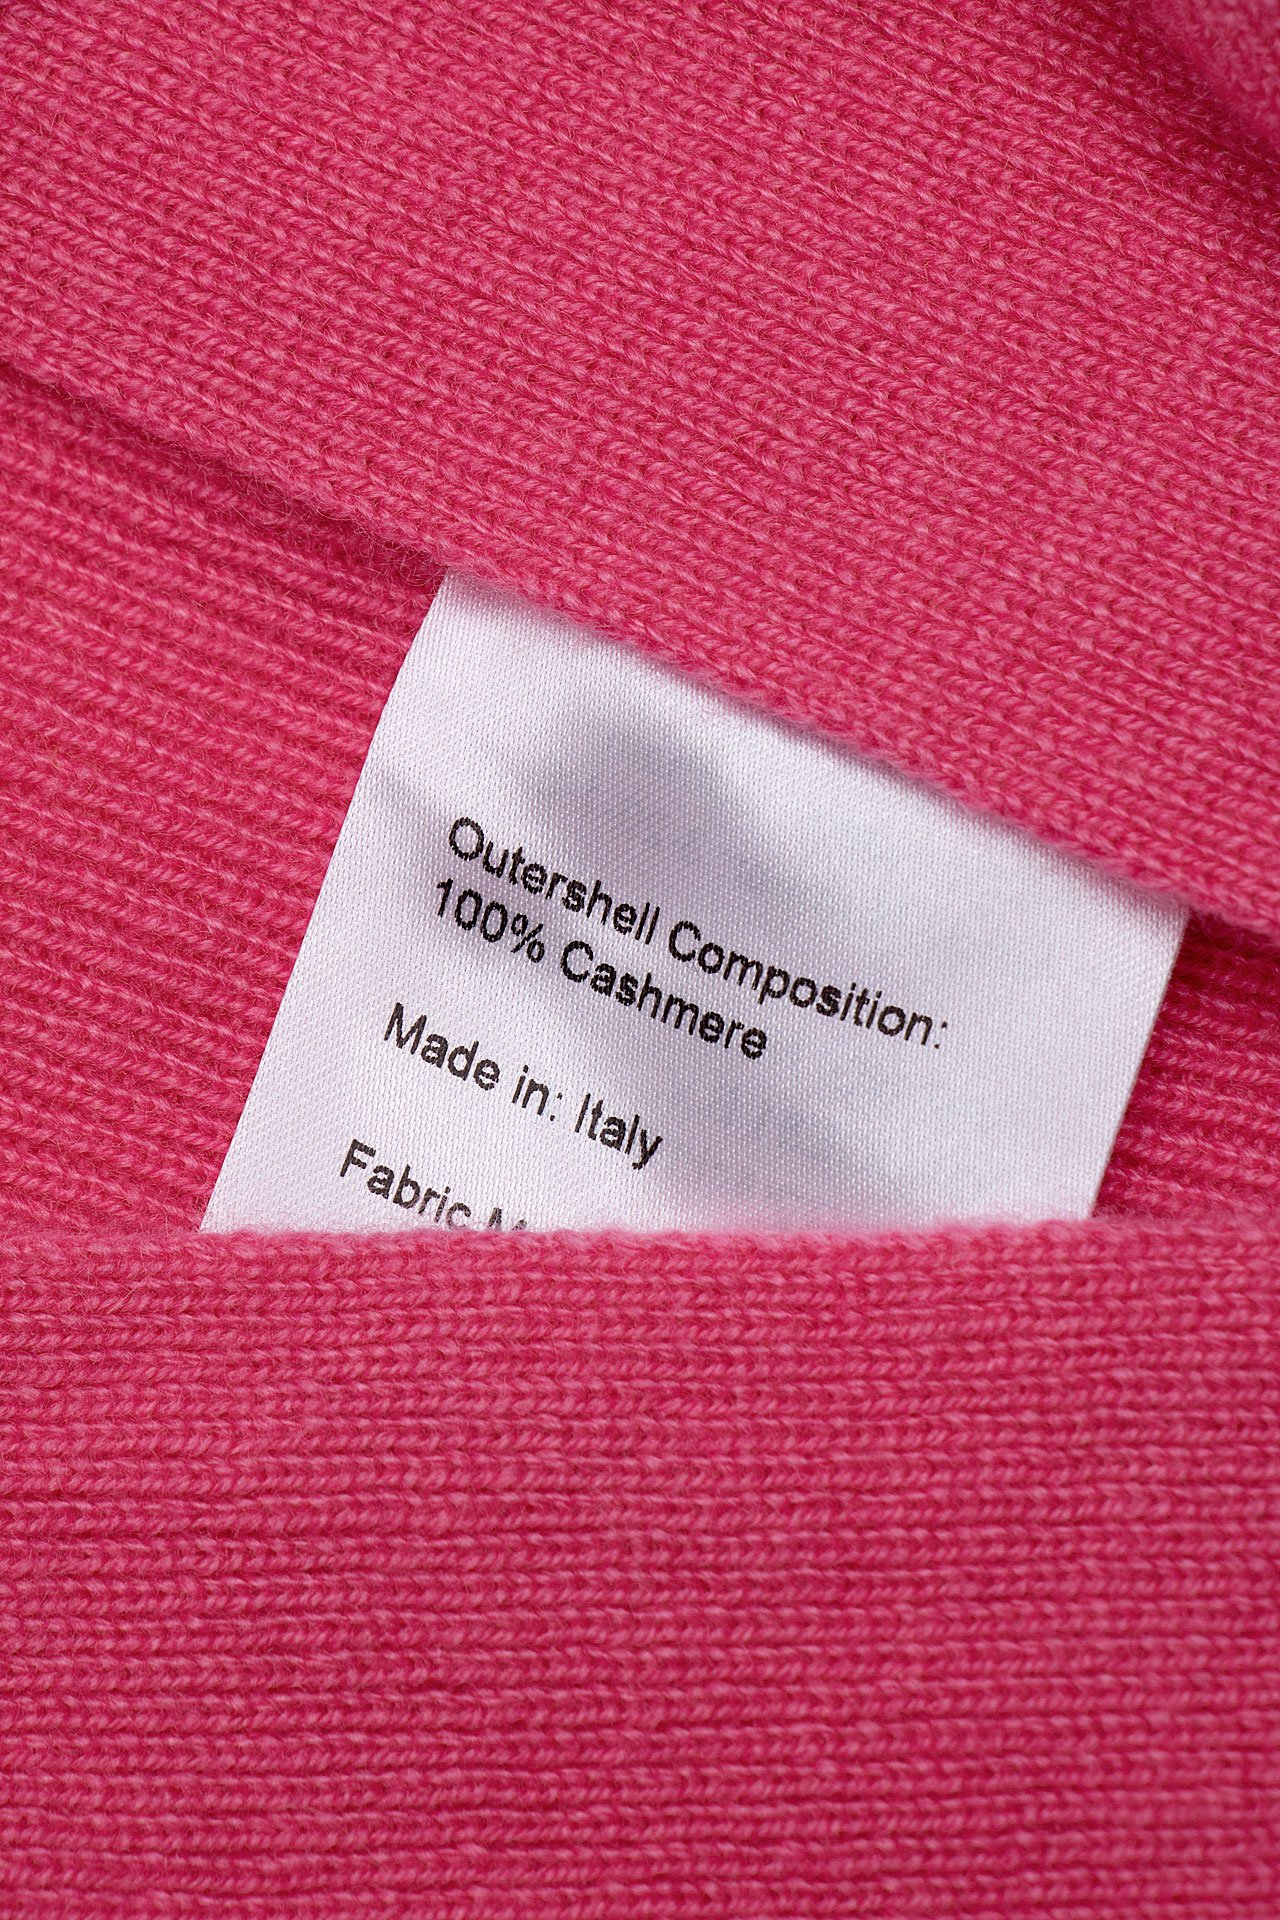 Outershell Composition:
100% Cashmere
Made in: Italy
Fabric